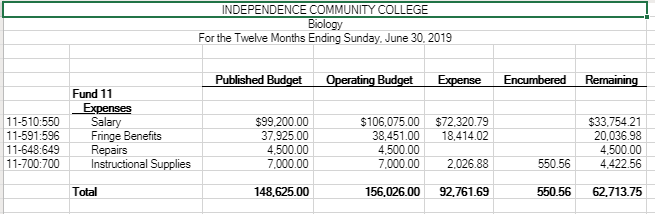 INDEPENDENCE COMMUNITY COLLEGE
Biology
For the Twelve Months Ending Sunday, June 30, 2019
Published Budget Operating Budget Expense Encumbered Remaining
Fund 11
Expenses
11-510:550 Salary $99,200.00 $106,075.00 $72,320.79 $33,754.21
11-591:596 Fringe Benefits 37,925.00 38,451.00 18,414.02 20,036.98
11-648:649 Repairs 4,500.00 4,500.00 4,500.00
11-700:700 Instructional Supplies 7,000.00 7,000.00 2,026.88 550.56 4,422.56
Total 148,625.00 156,026.00 92,761.69 550.56 62,713.75